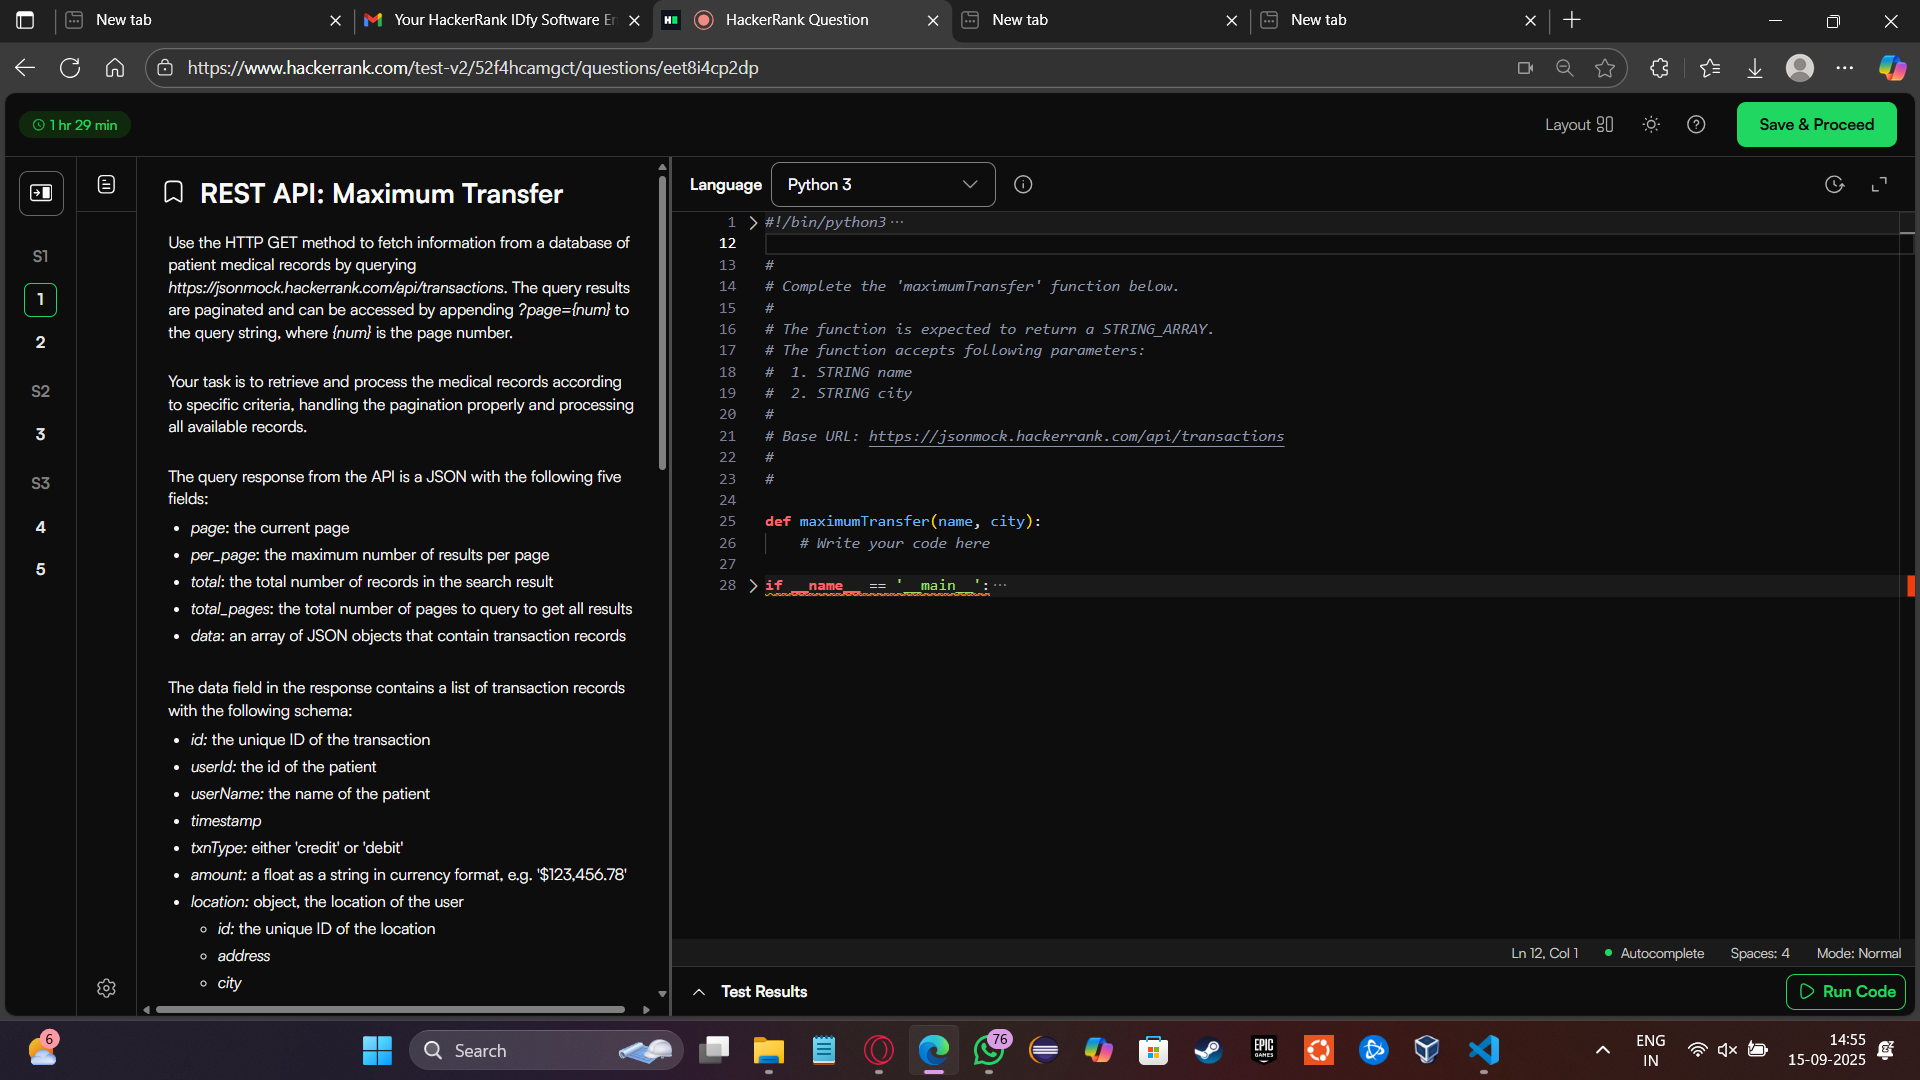 New tab
Your HackerRank IDfy Software En
HackerRank Question
New tab
New tab
https://www.hackerrank.com/test-v2/52f4hcamgct/questions/eet8i4cp2dp
1 hr 29 min
Layout
Save & Proceed
S1
1
2
S2
3
S3
4
5
REST API: Maximum Transfer
Use the HTTP GET method to fetch information from a database of
patient medical records by querying
https://jsonmock.hackerrank.com/api/transactions. The query results
are paginated and can be accessed by appending ?page={num} to
the query string, where {num} is the page number.
Your task is to retrieve and process the medical records according
to specific criteria, handling the pagination properly and processing
all available records.
The query response from the API is a JSON with the following five
fields:
• page: the current page
• per_page: the maximum number of results per page
• total: the total number of records in the search result
• total_pages: the total number of pages to query to get all results
• data: an array of JSON objects that contain transaction records
The data field in the response contains a list of transaction records
with the following schema:
• id: the unique ID of the transaction
• userId: the id of the patient
• userName: the name of the patient
• timestamp
• txnType: either 'credit' or 'debit'
• amount: a float as a string in currency format, e.g. '$123,456.78'
• location: object, the location of the user
◦ id: the unique ID of the location
◦ address
◦ city
Language Python 3
1 #!/bin/python3 ···
12
13 #
14 # Complete the 'maximumTransfer' function below.
15 #
16 # The function is expected to return a STRING_ARRAY.
17 # The function accepts following parameters:
18 #  1. STRING name
19 #  2. STRING city
20 #
21 # Base URL: https://jsonmock.hackerrank.com/api/transactions
22 #
23 #
24
25 def maximumTransfer(name, city):
26     # Write your code here
27
28 if __name__ == '__main__': ···
Ln 12, Col 1 Autocomplete Spaces: 4 Mode: Normal
Test Results
Run Code
6
Search
76
EPIC
GAMES
ENG
IN
14:55
15-09-2025